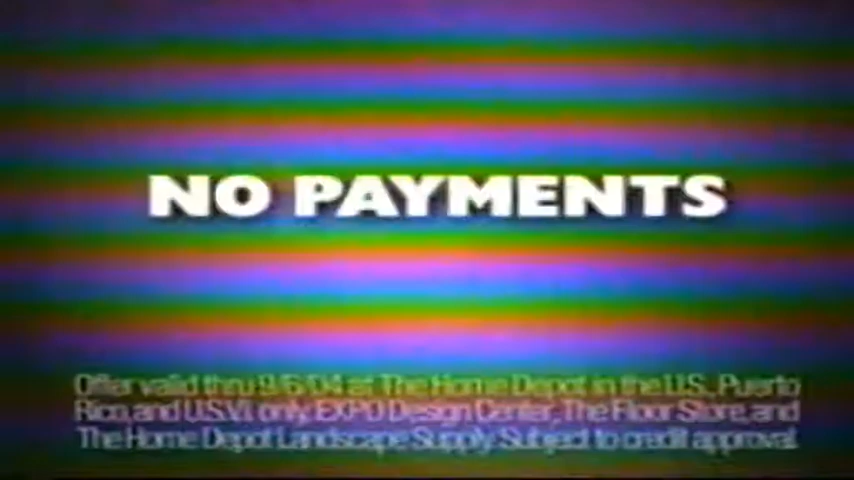 NO PAYMENTS
Offer valid thru 9/6/04 at The Home Depot in the U.S., Puerto
Rico and U.S.V.I. only, EXPO Design Center, The Floor Store, and
The Home Depot Landscape Supply. Subject to credit approval.